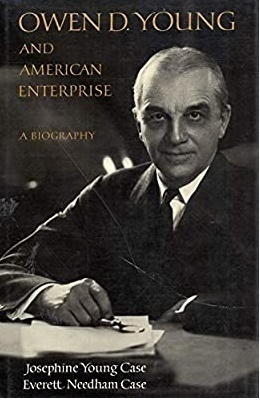 OWEN D. YOUNG
AND
AMERICAN
ENTERPRISE
A BIOGRAPHY
Josephine Young Case
Everett Needham Case